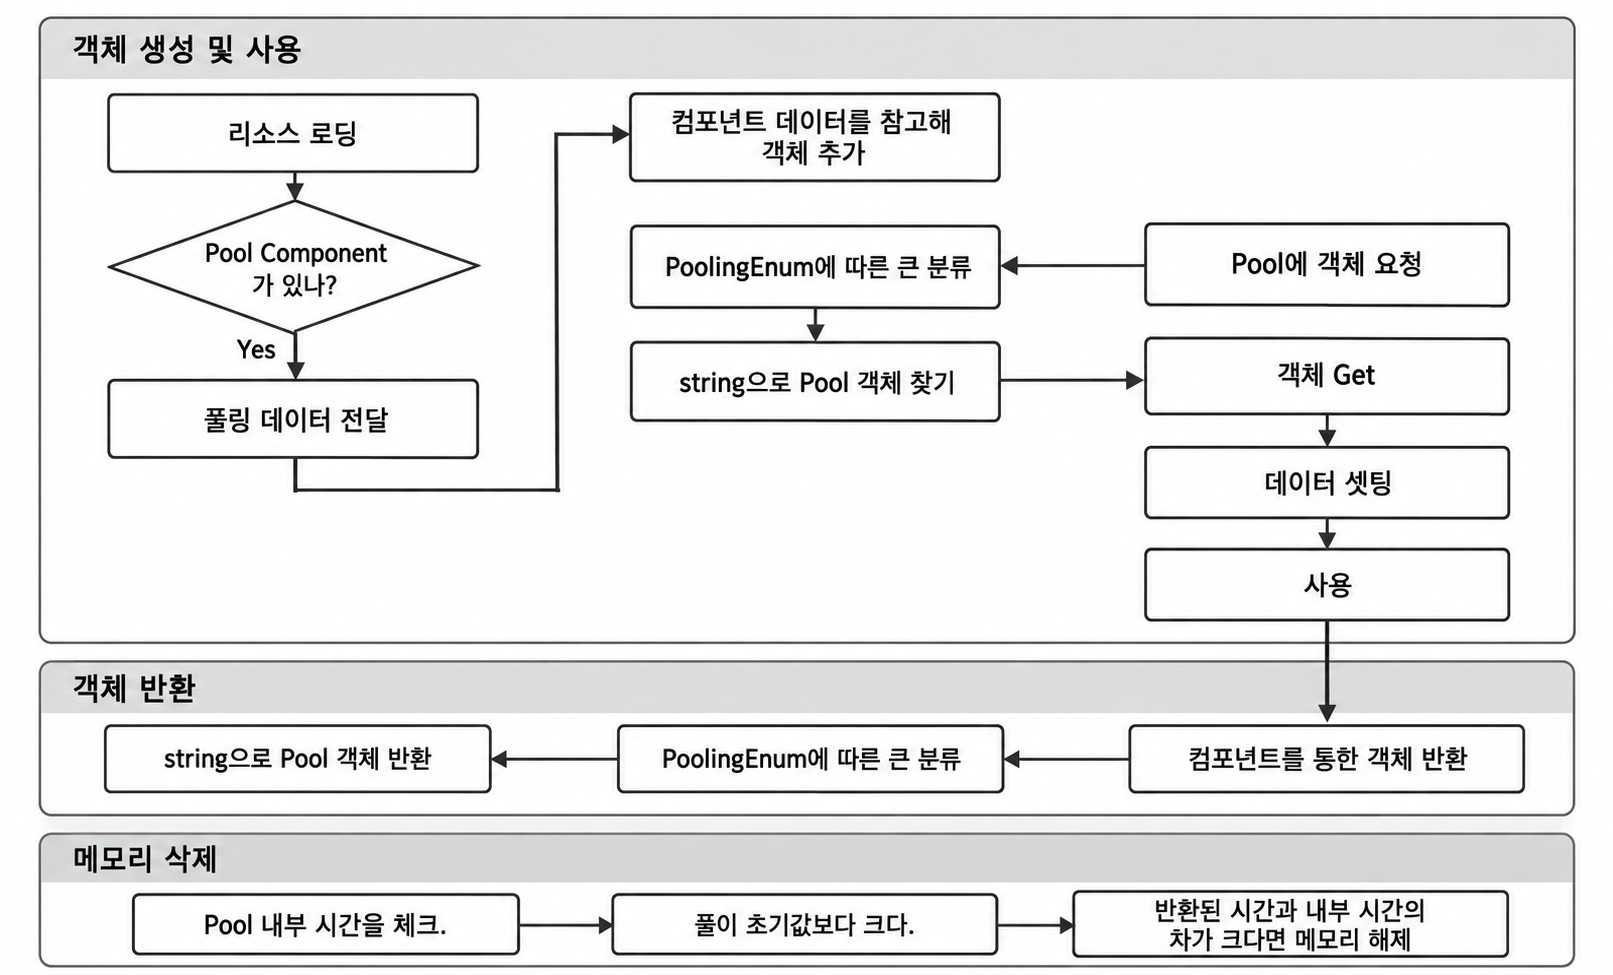 객체 생성 및 사용
리소스 로딩
Pool Component
가 있나?
Yes
풀링 데이터 전달
컴포넌트 데이터를 참고해
객체 추가
PoolingEnum에 따른 큰 분류
Pool에 객체 요청
string으로 Pool 객체 찾기
객체 Get
데이터 셋팅
사용
객체 반환
string으로 Pool 객체 반환
PoolingEnum에 따른 큰 분류
컴포넌트를 통한 객체 반환
메모리 삭제
Pool 내부 시간을 체크.
풀이 초기값보다 크다.
반환된 시간과 내부 시간의
차가 크다면 메모리 해제